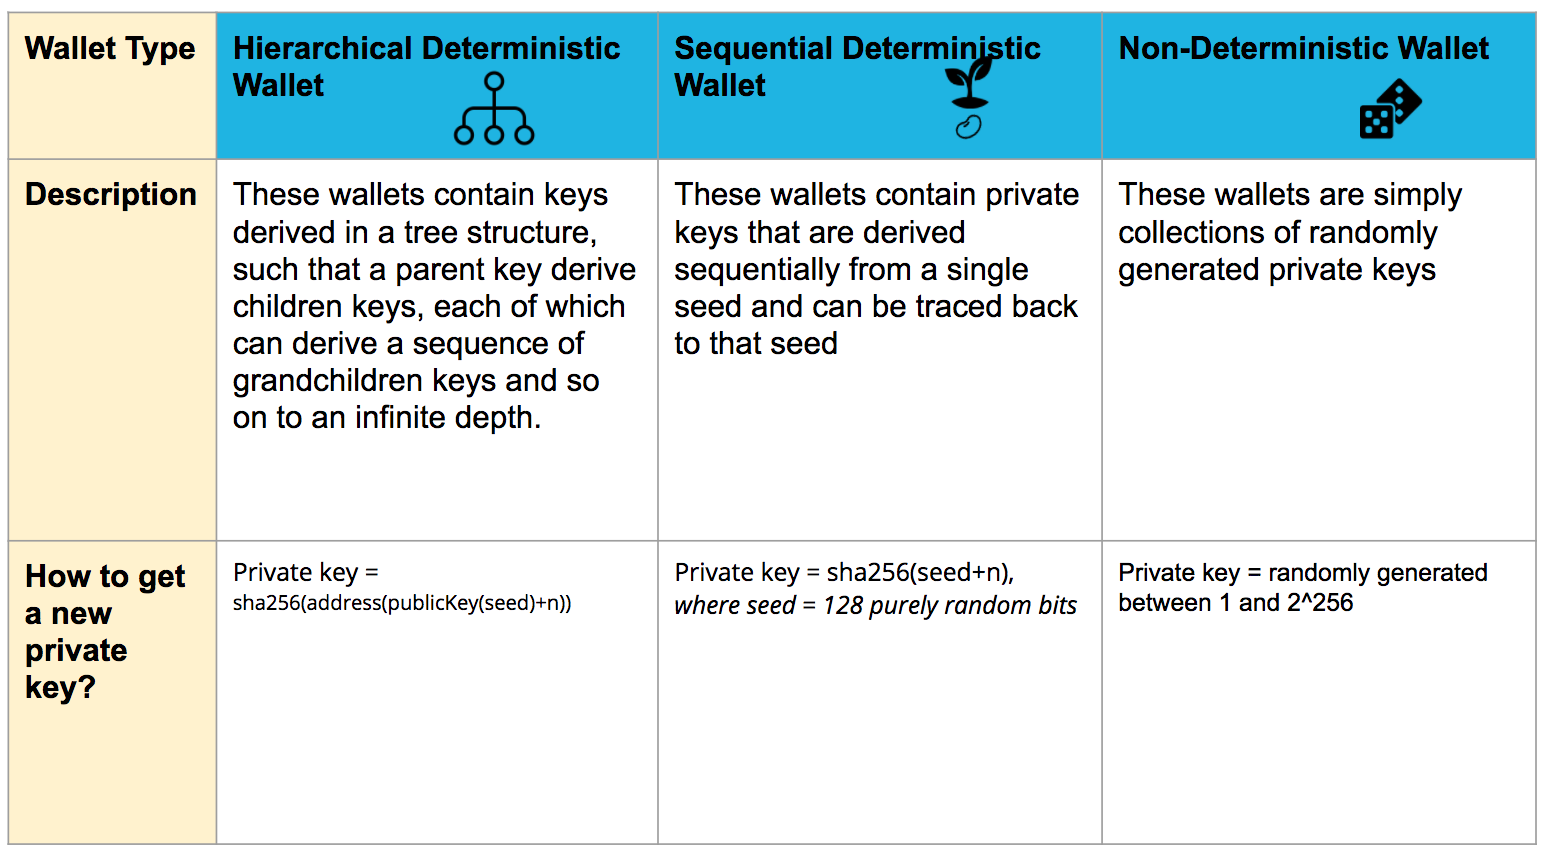 Wallet Type
Hierarchical Deterministic
Wallet
Sequential Deterministic
Wallet
Non-Deterministic Wallet
Description
These wallets contain keys
derived in a tree structure,
such that a parent key derive
children keys, each of which
can derive a sequence of
grandchildren keys and so
on to an infinite depth.
These wallets contain private
keys that are derived
sequentially from a single
seed and can be traced back
to that seed
These wallets are simply
collections of randomly
generated private keys
How to get
a new
private
key?
Private key =
sha256(address(publicKey(seed)+n))
Private key = sha256(seed+n),
where seed = 128 purely random bits
Private key = randomly generated
between 1 and 2^256